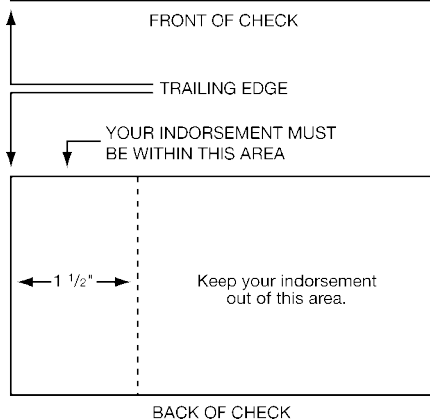 FRONT OF CHECK
TRAILING EDGE
YOUR INDORSEMENT MUST
BE WITHIN THIS AREA
1 1/2"
Keep your indorsement
out of this area.
BACK OF CHECK